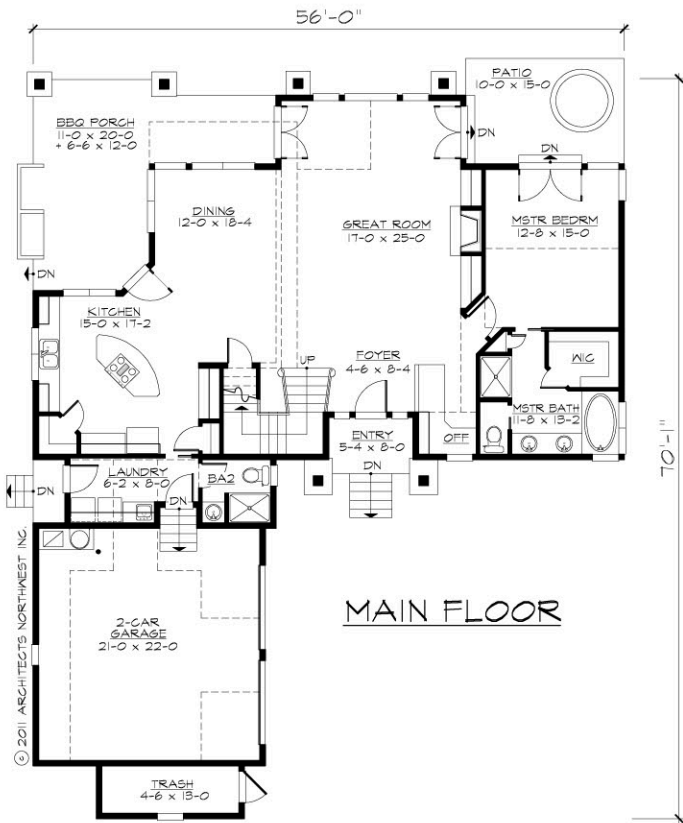 56'-0"
PATIO
10-0 x 15-0
BBQ PORCH
11-0 x 20-0
+ 6-6 x 12-0
DN
DN
DINING
12-0 x 18-4
GREAT ROOM
17-0 x 25-0
MSTR BEDRM
12-8 x 15-0
DN
KITCHEN
15-0 x 17-2
UP
FOYER
4-6 x 8-4
WIC
MSTR BATH
11-8 x 13-2
OFF
ENTRY
5-4 x 8-0
DN
70'-1"
LAUNDRY
6-2 x 8-0
BA2
DN
DN
2-CAR
GARAGE
21-0 x 22-0
MAIN FLOOR
© 2011 ARCHITECTS NORTHWEST INC.
TRASH
4-6 x 13-0